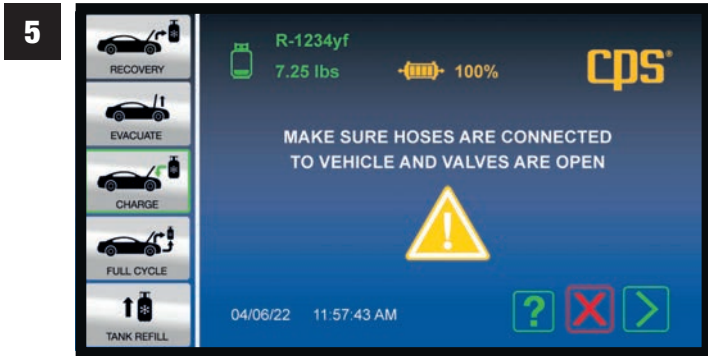 5
RECOVERY
EVACUATE
CHARGE
FULL CYCLE
TANK REFILL
R-1234yf
7.25 lbs
100%
cps®
MAKE SURE HOSES ARE CONNECTED
TO VEHICLE AND VALVES ARE OPEN
!
04/06/22 11:57:43 AM
?